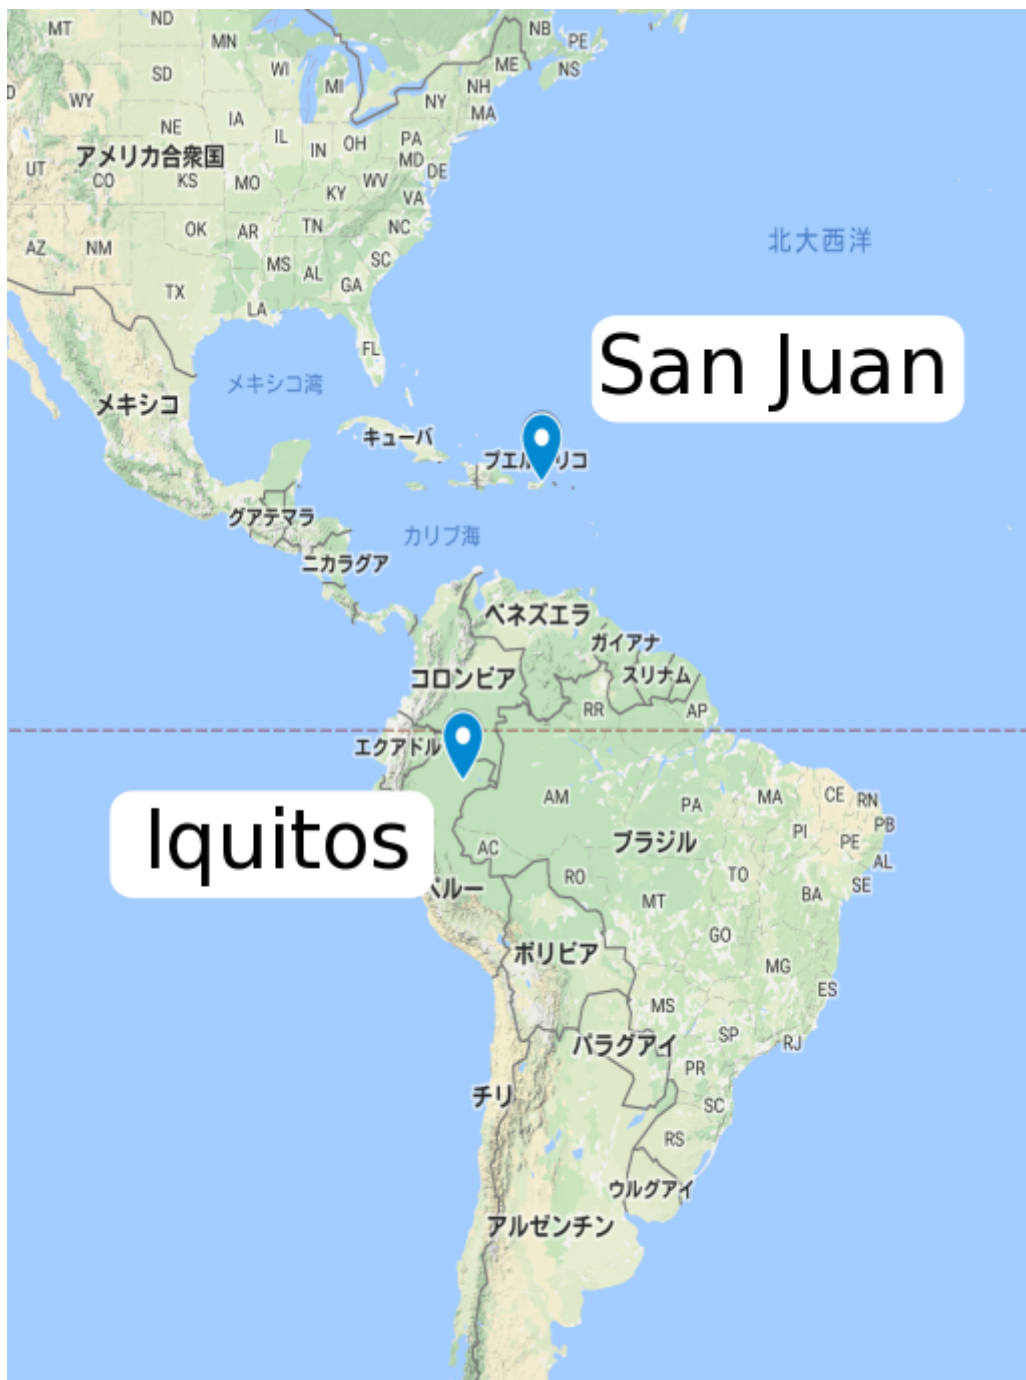 ND
MT
NB
MN
PE
WI
ME
NS
SD
MI
NH
WY
NY
MA
IA
NE
IL
OH
PA
IN
MD
アメリカ合衆国
UT
CO
KS
MO
WV
DE
KY
VA
OK
AR
TN
NC
AZ
NM
MS
AL
SC
北大西洋
GA
TX
LA
FL
San Juan
メキシコ湾
メキシコ
キューバ
グアテマラ
カリブ海
ニカラグア
ベネズエラ
ガイアナ
コロンビア
スリナム
RR
AP
エクアドル
AM
PA
MA
CE
RN
PI
PB
Iquitos
AC
ブラジル
PE
AL
RO
TO
SE
MT
BA
GO
ボリビア
MG
ES
MS
SP
パラグアイ
RJ
PR
チリ
SC
RS
ウルグアイ
アルゼンチン